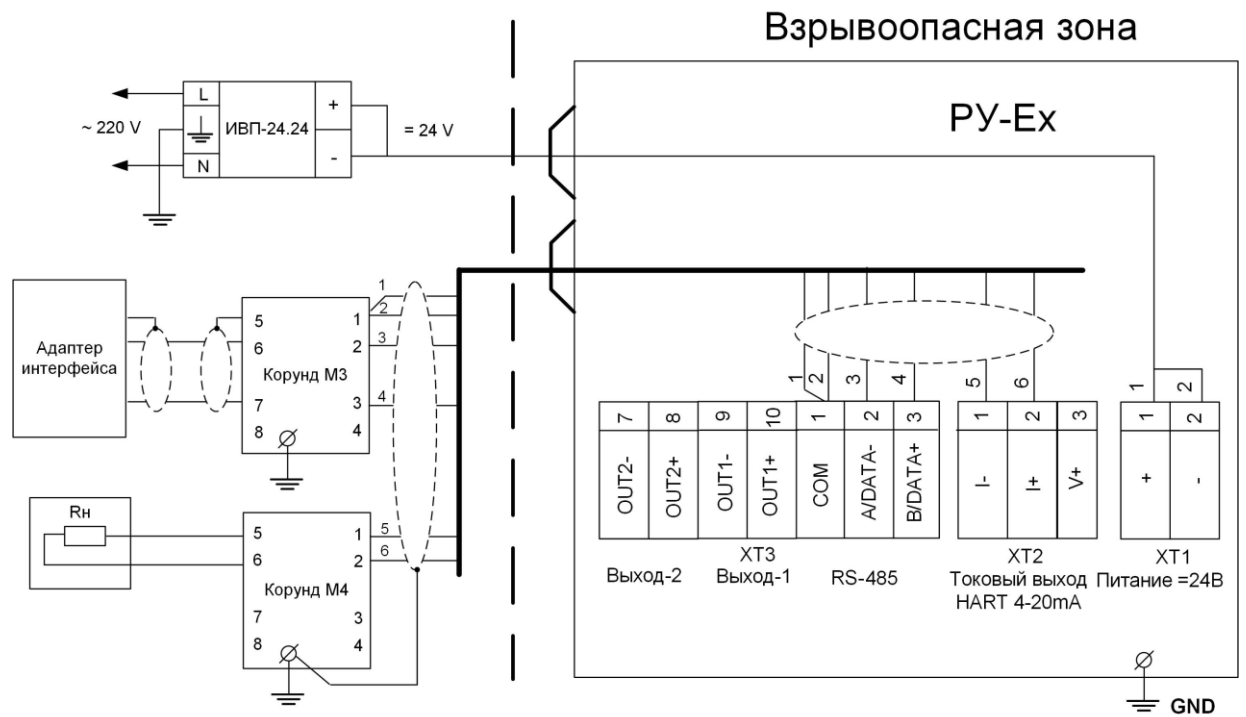 Взрывоопасная зона
РУ-Ex
L
+
~ 220 V
ИВП-24.24
= 24 V
N
-
Адаптер
интерфейса
5
6
7
8
Корунд М3
1
2
3
4
1
2
3
4
Rн
5
6
7
8
Корунд М4
1
2
3
4
5
6
1
2
3
4
5
6
1
2
7
8
9
10
1
2
3
1
2
3
1
2
OUT2-
OUT2+
OUT1-
OUT1+
COM
A/DATA-
B/DATA+
I-
I+
V+
+
-
XT3
XT2
XT1
Выход-2
Выход-1
RS-485
Токовый выход
HART 4-20mA
Питание =24В
GND